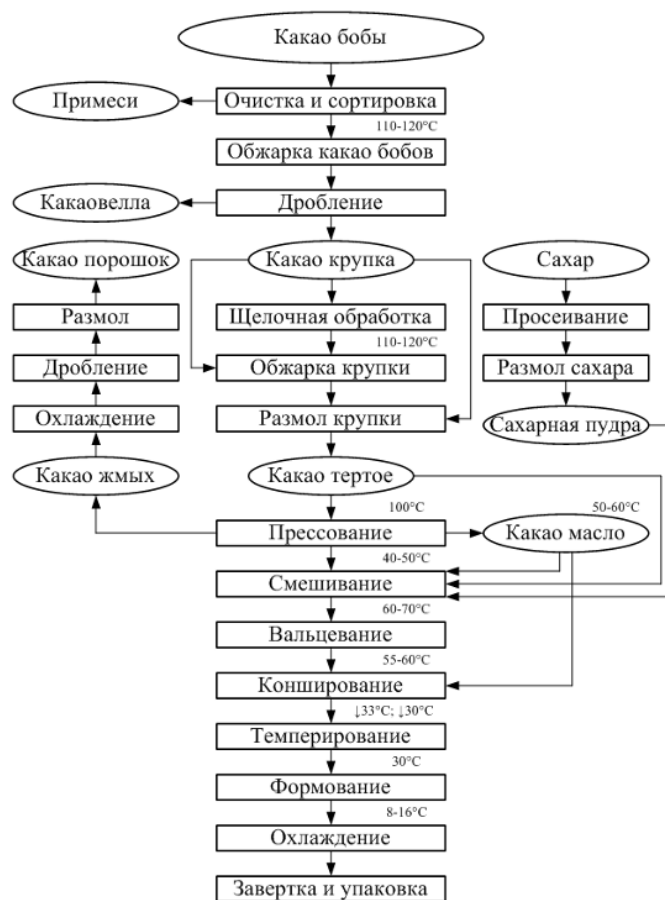 Какао бобы
Примеси
Очистка и сортировка
110-120°C
Обжарка какао бобов
Какаовелла
Дробление
Какао порошок
Какао крупка
Сахар
Размол
Щелочная обработка
Просеивание
110-120°C
Дробление
Обжарка крупки
Размол сахара
Охлаждение
Размол крупки
Сахарная пудра
Какао жмых
Какао тертое
100°C
50-60°C
Прессование
Какао масло
40-50°C
Смешивание
60-70°C
Вальцевание
55-60°C
Конширование
↓33°C; ↓30°C
Темперирование
30°C
Формование
8-16°C
Охлаждение
Завертка и упаковка